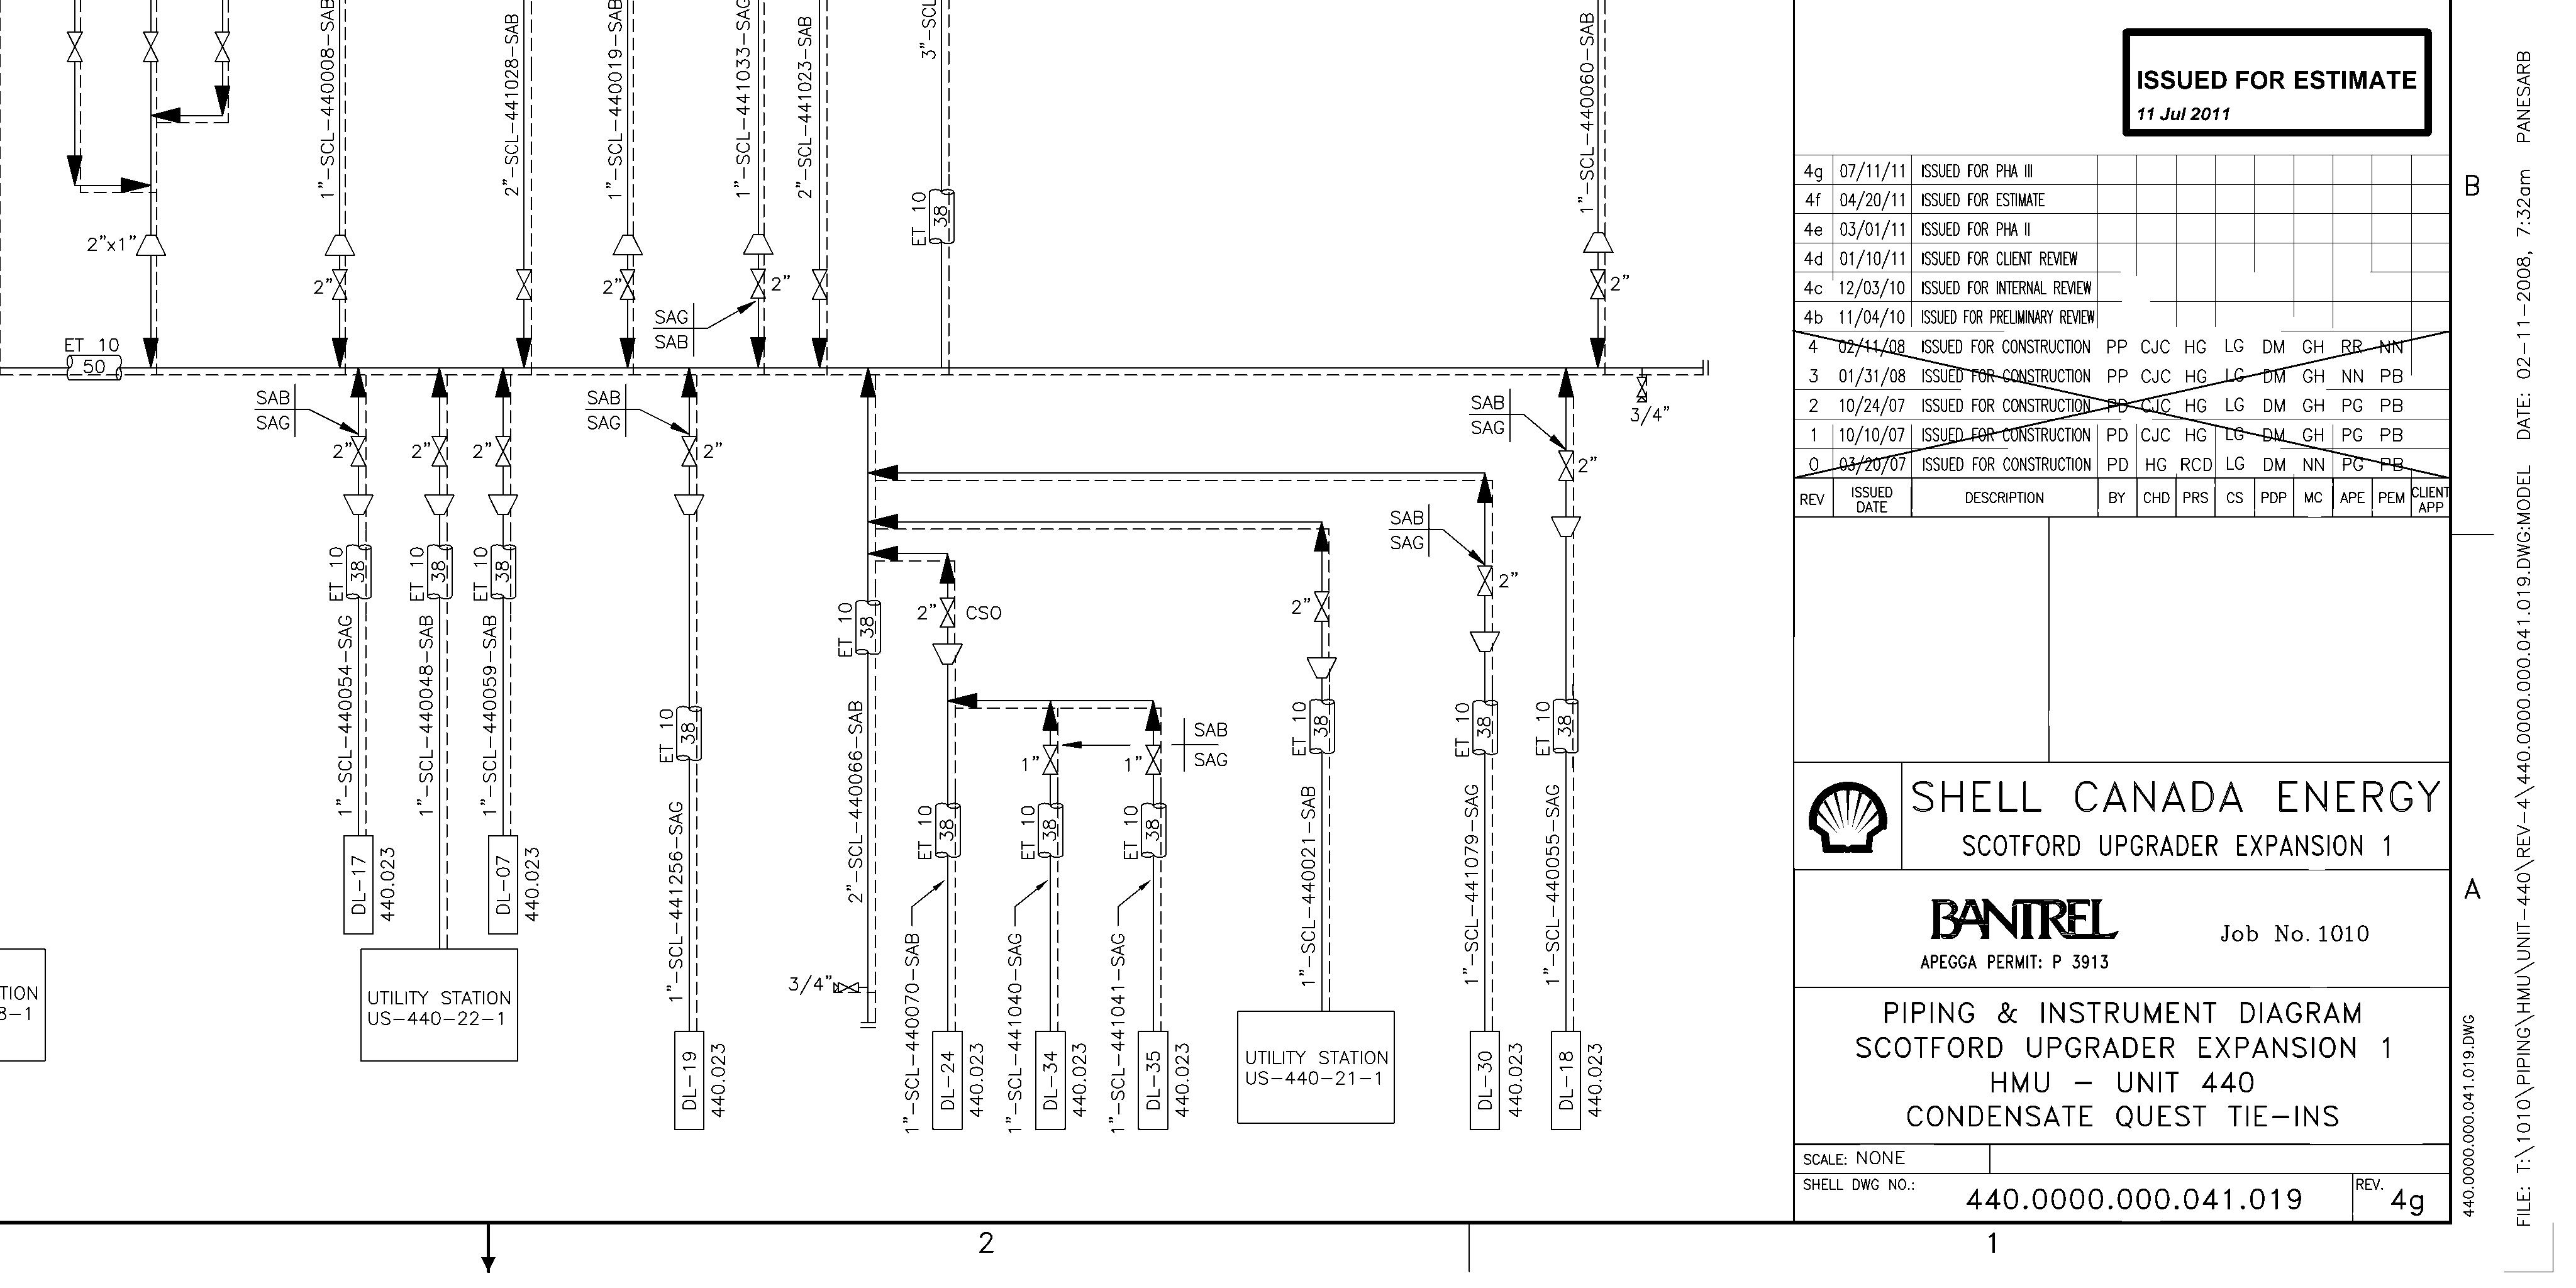 1"-SCL-440008-SAB
2"-SCL-441028-SAB
1"-SCL-440019-SAB
1"-SCL-441033-SAG
2"-SCL-441023-SAB
3"-SCL
1"-SCL-440060-SAB
ET 10
38
2"x1"
2"
2"
2"
2"
SAG
SAB
ET 10
50
SAB
SAG
SAB
SAG
SAB
SAG
3/4"
2"
2"
2"
2"
2"
SAB
SAG
2"
ET 10
38
ET 10
38
ET 10
38
ET 10
38
2"
CSO
2"
1"-SCL-440054-SAG
1"-SCL-440048-SAB
1"-SCL-440059-SAB
ET 10
38
2"-SCL-440066-SAB
1"
1"
SAB
SAG
ET 10
38
ET 10
38
ET 10
38
ET 10
38
ET 10
38
ET 10
38
1"-SCL-441256-SAG
1"-SCL-440021-SAB
1"-SCL-441079-SAG
1"-SCL-440055-SAG
DL-17
440.023
DL-07
440.023
3/4"
1"-SCL-440070-SAB
1"-SCL-441040-SAG
1"-SCL-441041-SAG
TION
8-1
UTILITY STATION
US-440-22-1
DL-19
440.023
DL-24
440.023
DL-34
440.023
DL-35
440.023
UTILITY STATION
US-440-21-1
DL-30
440.023
DL-18
440.023
ISSUED FOR ESTIMATE
11 Jul 2011
4g 07/11/11 ISSUED FOR PHA III
4f 04/20/11 ISSUED FOR ESTIMATE
4e 03/01/11 ISSUED FOR PHA II
4d 01/10/11 ISSUED FOR CLIENT REVIEW
4c 12/03/10 ISSUED FOR INTERNAL REVIEW
4b 11/04/10 ISSUED FOR PRELIMINARY REVIEW
4 02/11/08 ISSUED FOR CONSTRUCTION PP CJC HG LG DM GH RR NN
3 01/31/08 ISSUED FOR CONSTRUCTION PP CJC HG LG DM GH NN PB
2 10/24/07 ISSUED FOR CONSTRUCTION PD CJC HG LG DM GH PG PB
1 10/10/07 ISSUED FOR CONSTRUCTION PD CJC HG LG DM GH PG PB
0 03/20/07 ISSUED FOR CONSTRUCTION PD HG RCD LG DM NN PG PB
REV ISSUED DATE DESCRIPTION BY CHD PRS CS PDP MC APE PEM CLIENT APP
SHELL CANADA ENERGY
SCOTFORD UPGRADER EXPANSION 1
BANTREL
Job No. 1010
APEGGA PERMIT: P 3913
PIPING & INSTRUMENT DIAGRAM
SCOTFORD UPGRADER EXPANSION 1
HMU - UNIT 440
CONDENSATE QUEST TIE-INS
SCALE: NONE
SHELL DWG NO.:
440.0000.000.041.019
REV.
4g
B
A
2
1
440.0000.000.041.019.DWG
FILE: T:\1010\PIPING\HMU\UNIT-440\REV-4\440.0000.000.041.019.DWG:MODEL DATE: 02-11-2008, 7:32am PANESARB